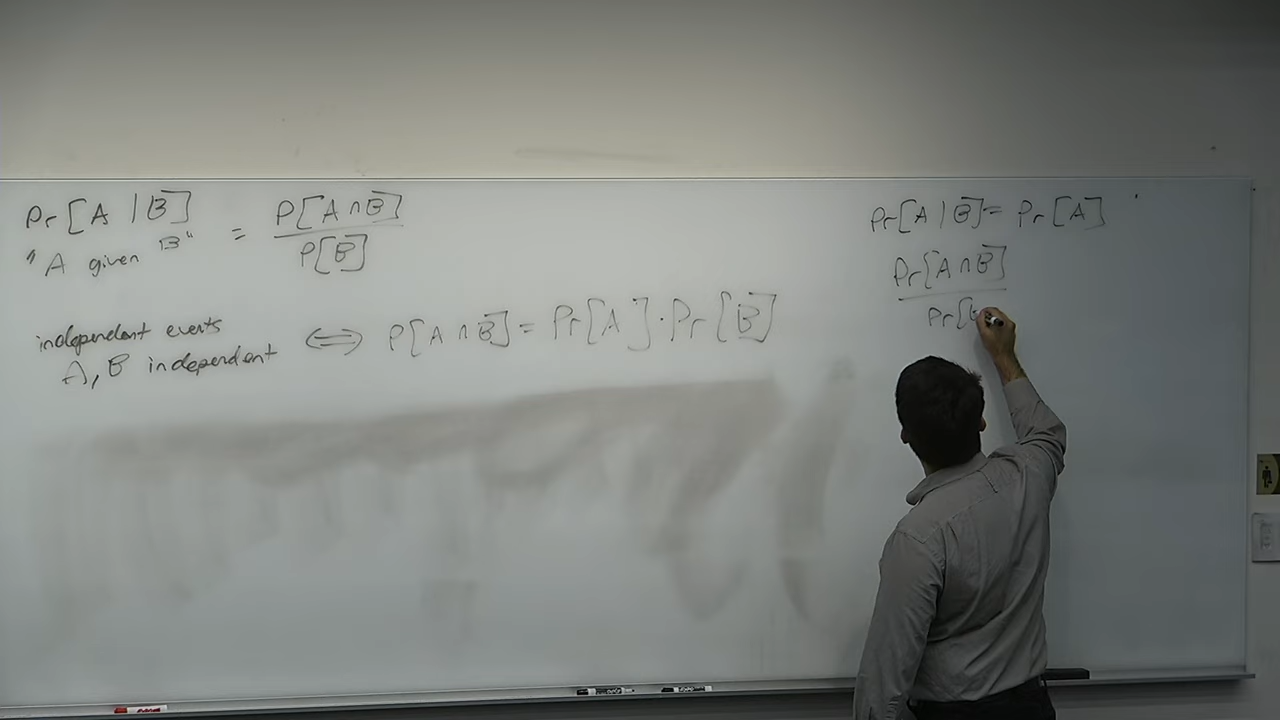 Pr[A | B] = P[A ∩ B] / P[B]
"A given B"
independent events
A, B independent ⟺ P[A ∩ B] = Pr[A] · Pr[B]
Pr[A | B] = Pr[A]
Pr[A ∩ B]
Pr[